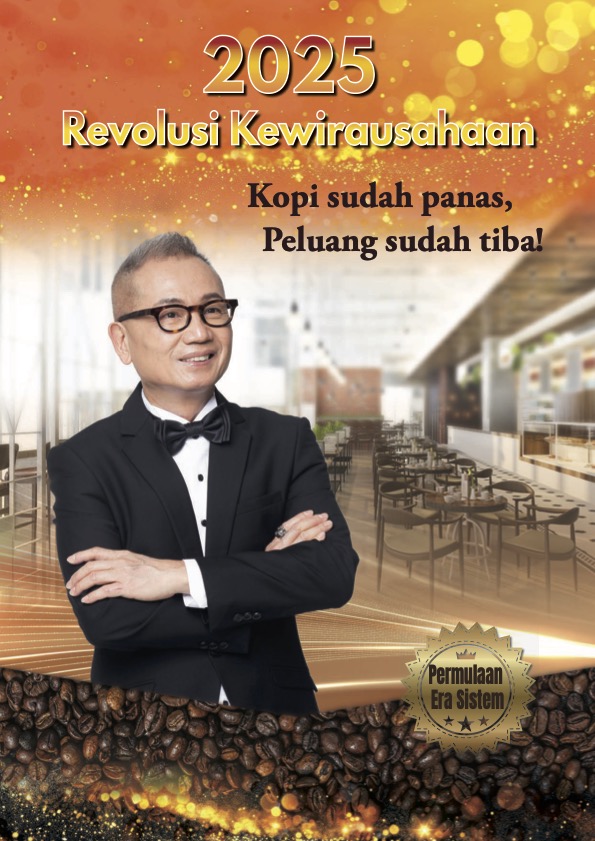 2025
Revolusi Kewirausahaan
Kopi sudah panas,
Peluang sudah tiba!
Permulaan
Era Sistem